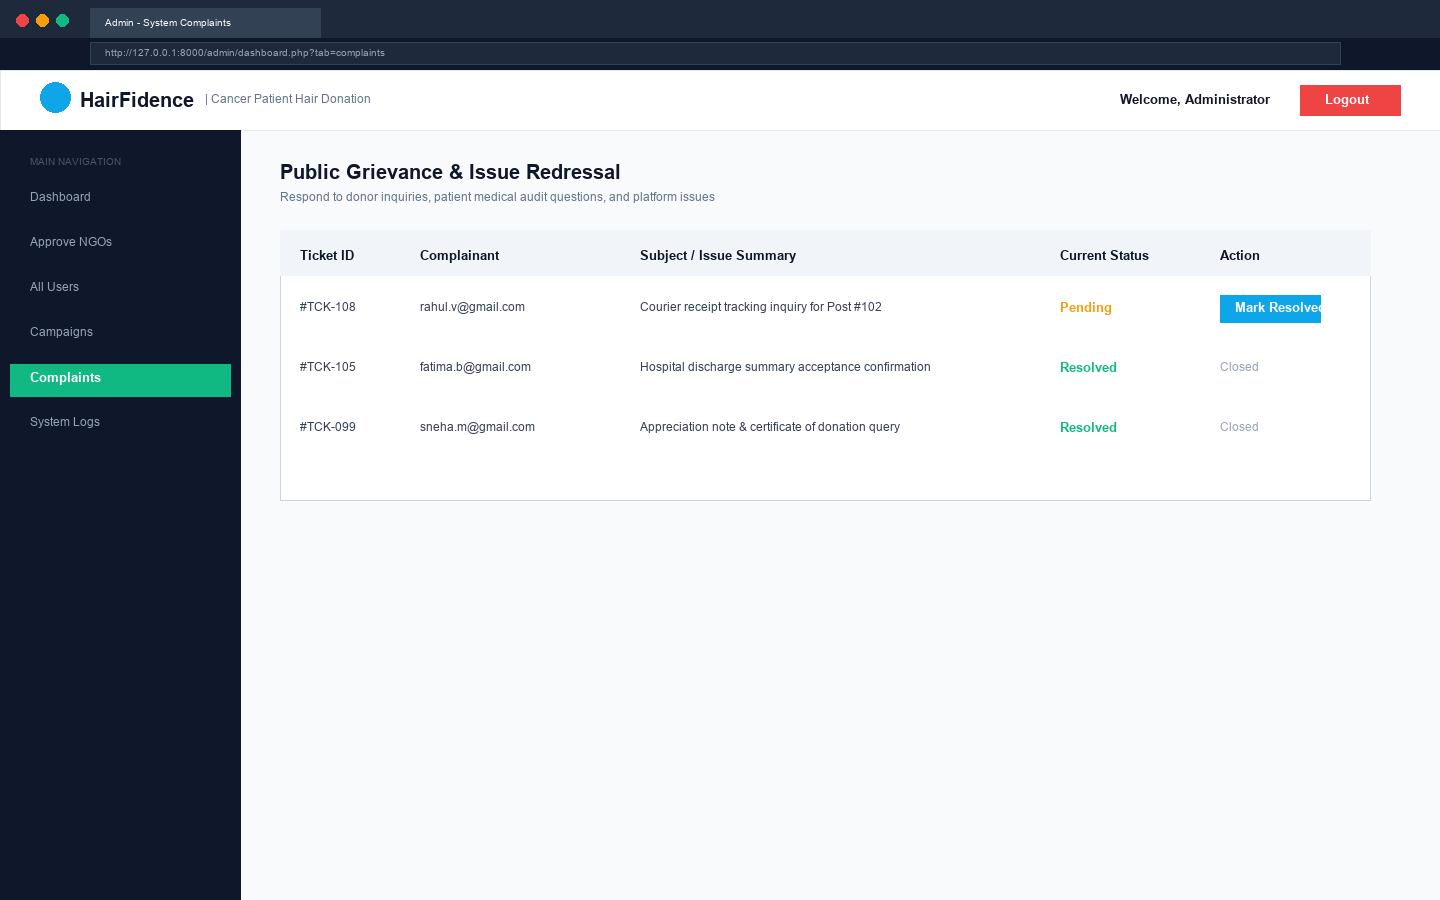 Admin - System Complaints
http://127.0.0.1:8000/admin/dashboard.php?tab=complaints
HairFidence | Cancer Patient Hair Donation
Welcome, Administrator
Logout
MAIN NAVIGATION
Dashboard
Approve NGOs
All Users
Campaigns
Complaints
System Logs
Public Grievance & Issue Redressal
Respond to donor inquiries, patient medical audit questions, and platform issues
Ticket ID Complainant Subject / Issue Summary Current Status Action
#TCK-108 rahul.v@gmail.com Courier receipt tracking inquiry for Post #102 Pending Mark Resolved
#TCK-105 fatima.b@gmail.com Hospital discharge summary acceptance confirmation Resolved Closed
#TCK-099 sneha.m@gmail.com Appreciation note & certificate of donation query Resolved Closed